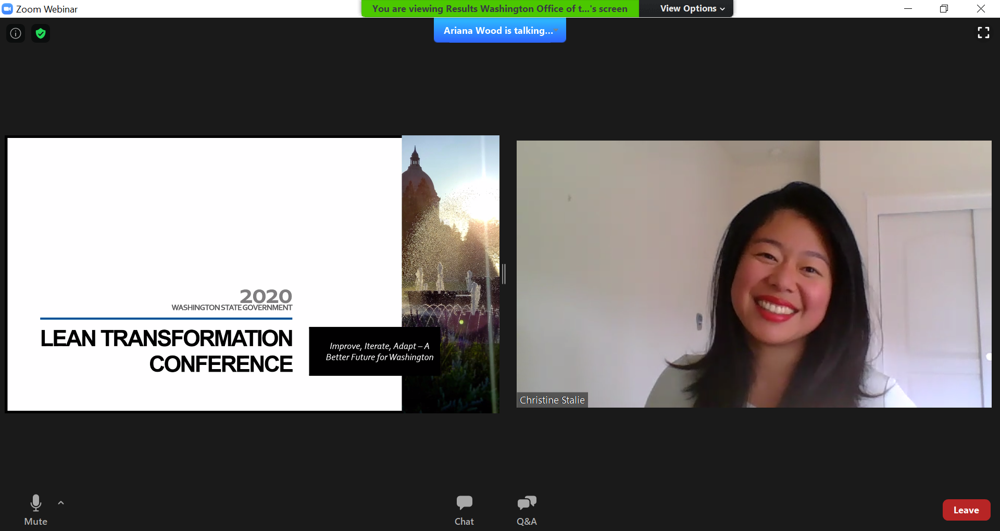 Zoom Webinar
You are viewing Results Washington Office of t...'s screen
View Options
Ariana Wood is talking...
2020
WASHINGTON STATE GOVERNMENT
LEAN TRANSFORMATION
CONFERENCE
Improve, Iterate, Adapt – A
Better Future for Washington
Christine Stalie
Mute
Chat
Q&A
Leave